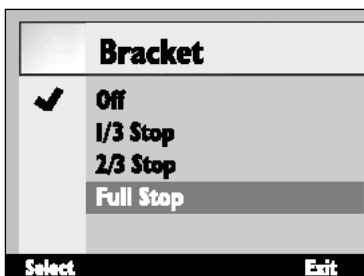 Bracket
Off
1/3 Stop
2/3 Stop
Full Stop
Select Exit